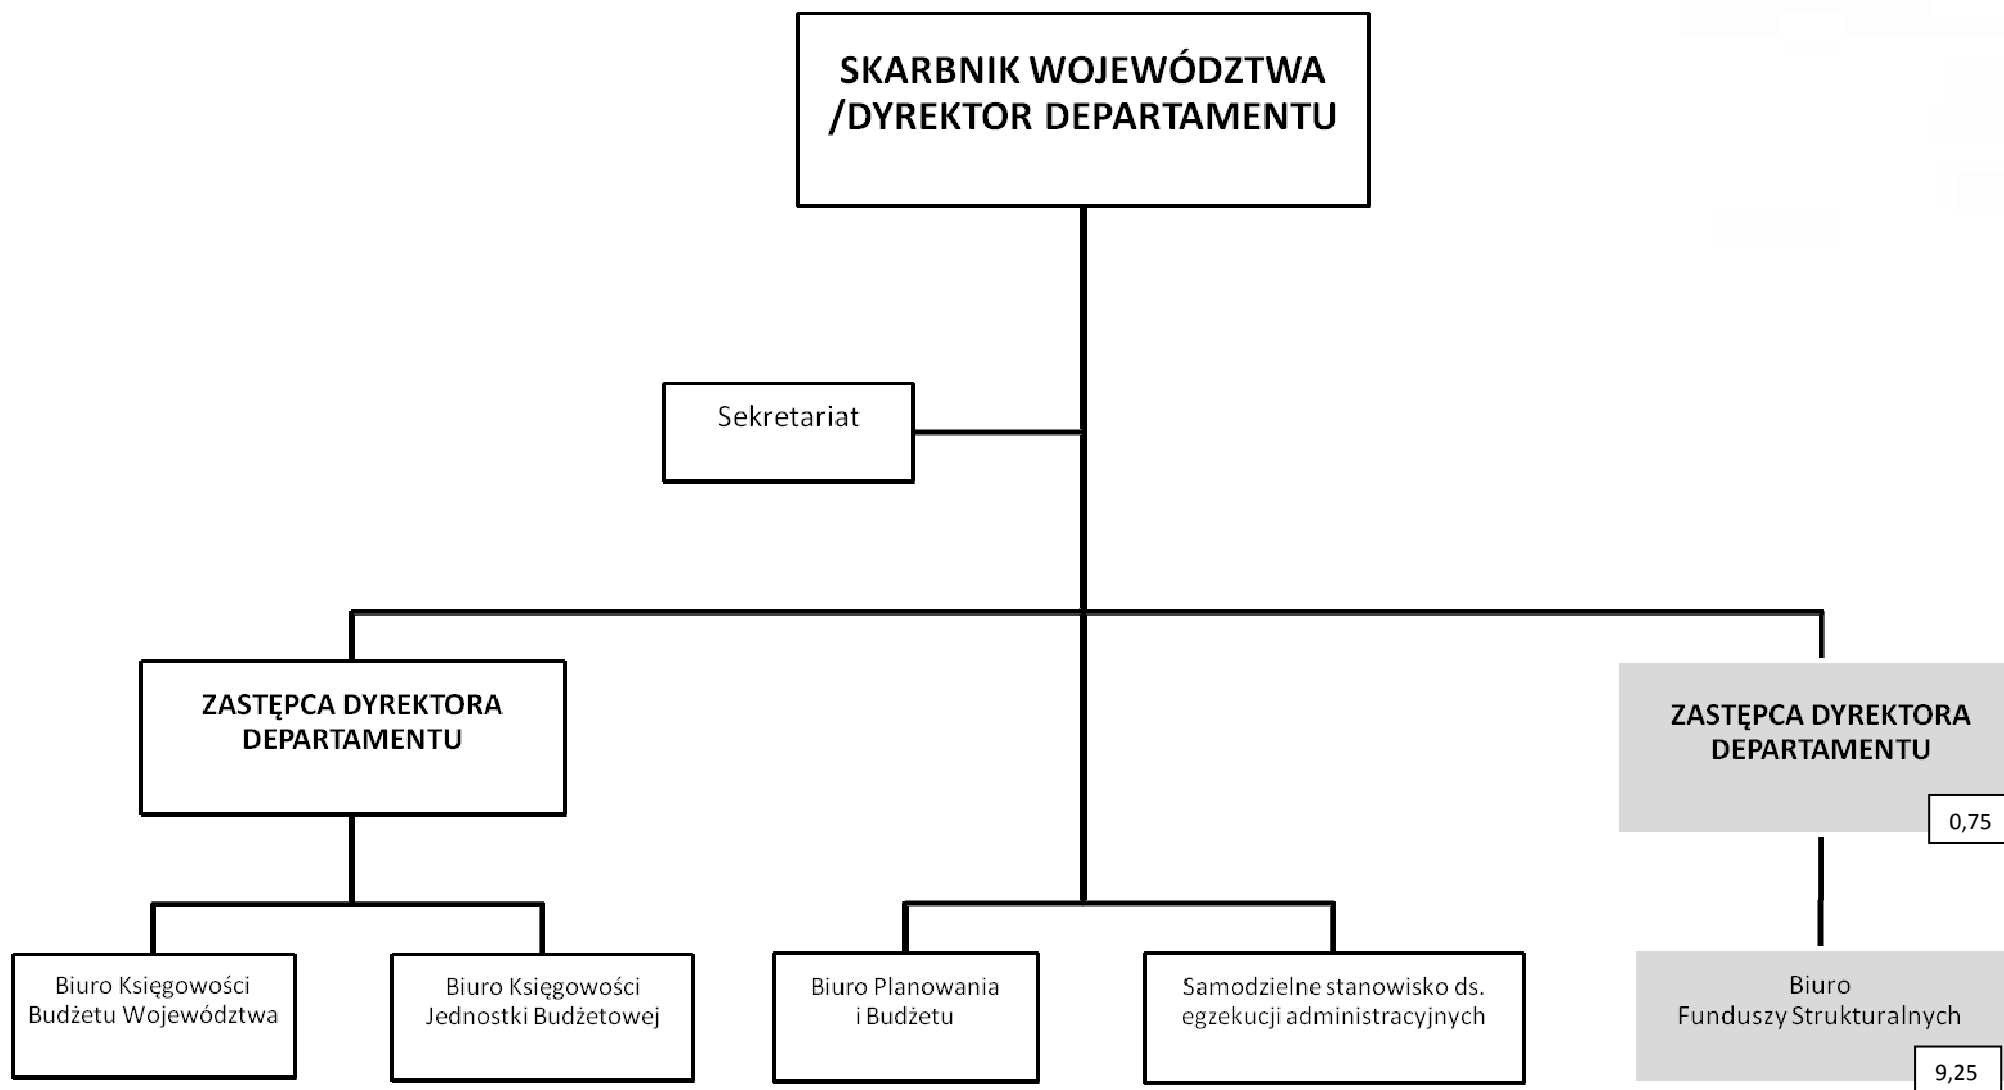 SKARBNIK WOJEWÓDZTWA
/DYREKTOR DEPARTAMENTU
Sekretariat
ZASTĘPCA DYREKTORA
DEPARTAMENTU
ZASTĘPCA DYREKTORA
DEPARTAMENTU
0,75
Biuro Księgowości
Budżetu Województwa
Biuro Księgowości
Jednostki Budżetowej
Biuro Planowania
i Budżetu
Samodzielne stanowisko ds.
egzekucji administracyjnych
Biuro
Funduszy Strukturalnych
9,25